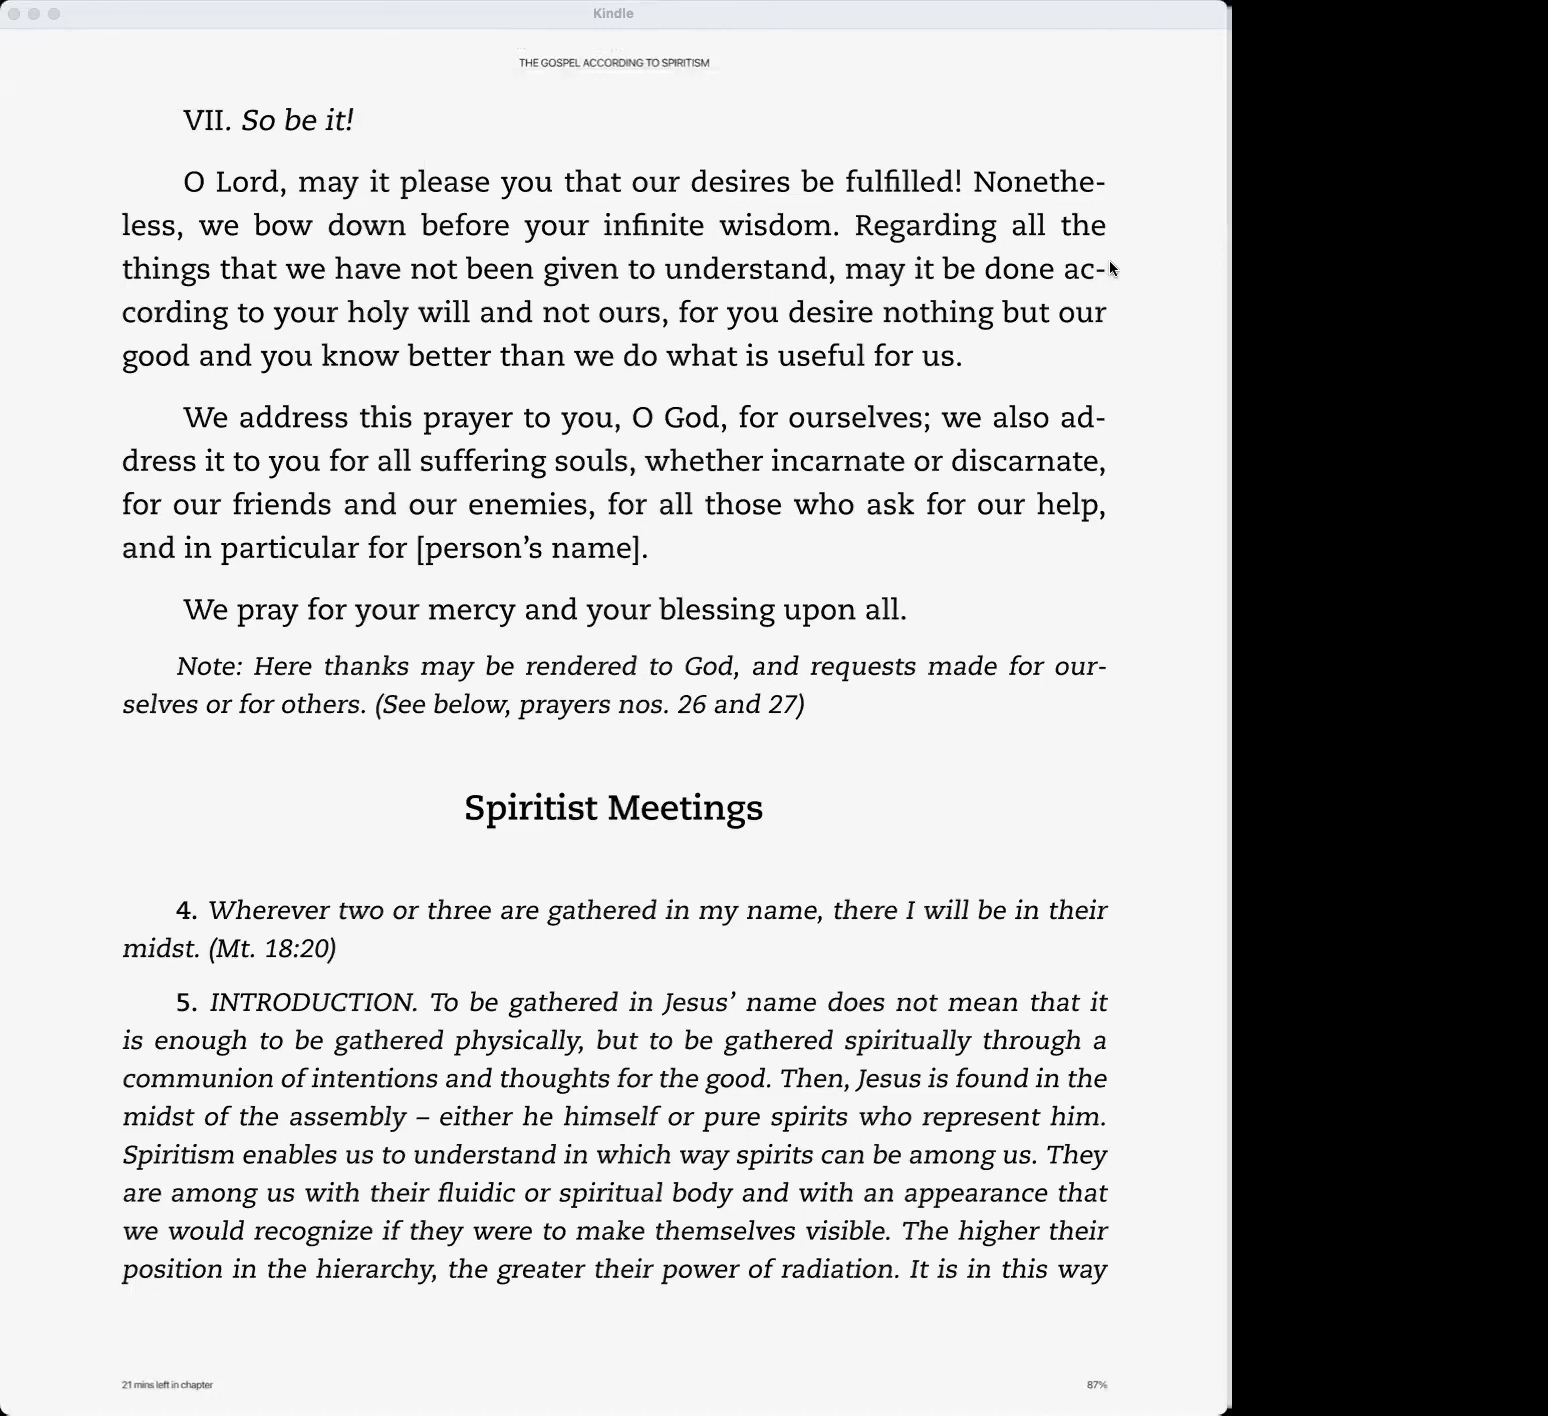 Kindle
THE GOSPEL ACCORDING TO SPIRITISM
VII. So be it!
O Lord, may it please you that our desires be fulfilled! Nonethe-
less, we bow down before your infinite wisdom. Regarding all the
things that we have not been given to understand, may it be done ac-
cording to your holy will and not ours, for you desire nothing but our
good and you know better than we do what is useful for us.
We address this prayer to you, O God, for ourselves; we also ad-
dress it to you for all suffering souls, whether incarnate or discarnate,
for our friends and our enemies, for all those who ask for our help,
and in particular for [person’s name].
We pray for your mercy and your blessing upon all.
Note: Here thanks may be rendered to God, and requests made for our-
selves or for others. (See below, prayers nos. 26 and 27)
Spiritist Meetings
4. Wherever two or three are gathered in my name, there I will be in their
midst. (Mt. 18:20)
5. INTRODUCTION. To be gathered in Jesus’ name does not mean that it
is enough to be gathered physically, but to be gathered spiritually through a
communion of intentions and thoughts for the good. Then, Jesus is found in the
midst of the assembly – either he himself or pure spirits who represent him.
Spiritism enables us to understand in which way spirits can be among us. They
are among us with their fluidic or spiritual body and with an appearance that
we would recognize if they were to make themselves visible. The higher their
position in the hierarchy, the greater their power of radiation. It is in this way
21 mins left in chapter
87%